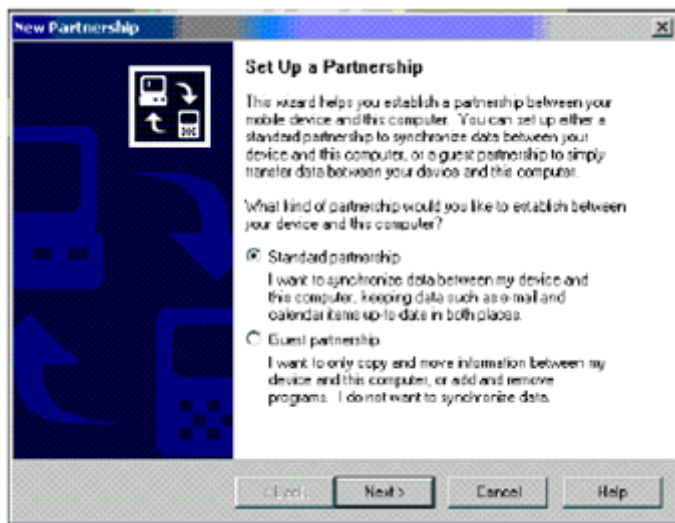 New Partnership
Set Up a Partnership
This wizard helps you establish a partnership between your
mobile device and this computer. You can set up either a
standard partnership to synchronize data between your
device and this computer, or a guest partnership to simply
transfer data between your device and this computer.
What kind of partnership would you like to establish between
your device and this computer?
Standard partnership
I want to synchronize data between my device and
this computer, keeping data such as e-mail and
calendar items up-to-date in both places.
Guest partnership
I want to only copy and move information between my
device and this computer, or add and remove
programs. I do not want to synchronize data.
< Back
Next >
Cancel
Help